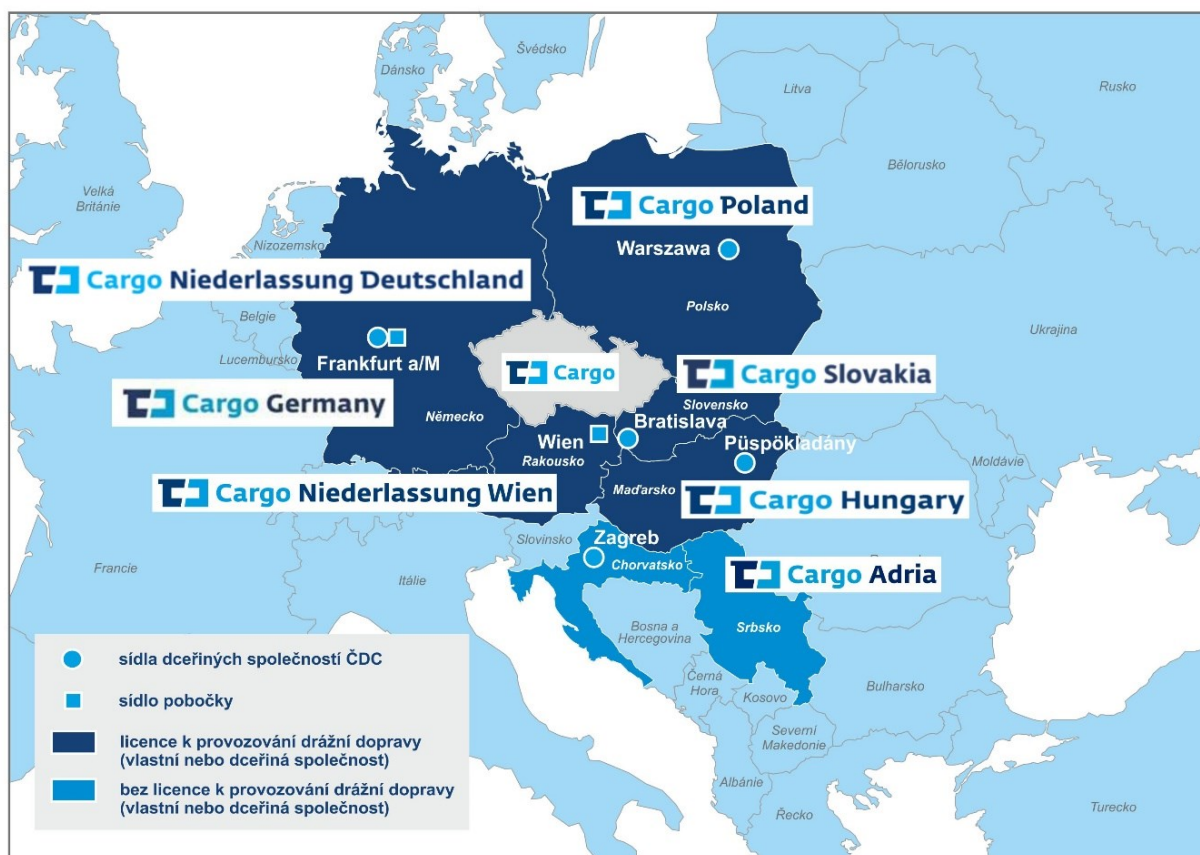 Švédsko
Dánsko
Litva
Rusko
Bělorusko
Velká
Británie
Cargo Poland
Nizozemsko
Warszawa
Cargo Niederlassung Deutschland
Polsko
Belgie
Ukrajina
Lucembursko
Frankfurt a/M
Cargo
Cargo Slovakia
Cargo Germany
Německo
Slovensko
Bratislava
Wien
Rakousko
Püspökladány
Moldávie
Cargo Niederlassung Wien
Maďarsko
Cargo Hungary
Slovinsko
Zagreb
Chorvatsko
Francie
Itálie
Cargo Adria
Bosna a
Hercegovina
Srbsko
Černá
Hora
Kosovo
Bulharsko
Severní
Makedonie
Albánie
Řecko
Turecko
sídla dceřiných společností ČDC
sídlo pobočky
licence k provozování drážní dopravy
(vlastní nebo dceřiná společnost)
bez licence k provozování drážní dopravy
(vlastní nebo dceřiná společnost)